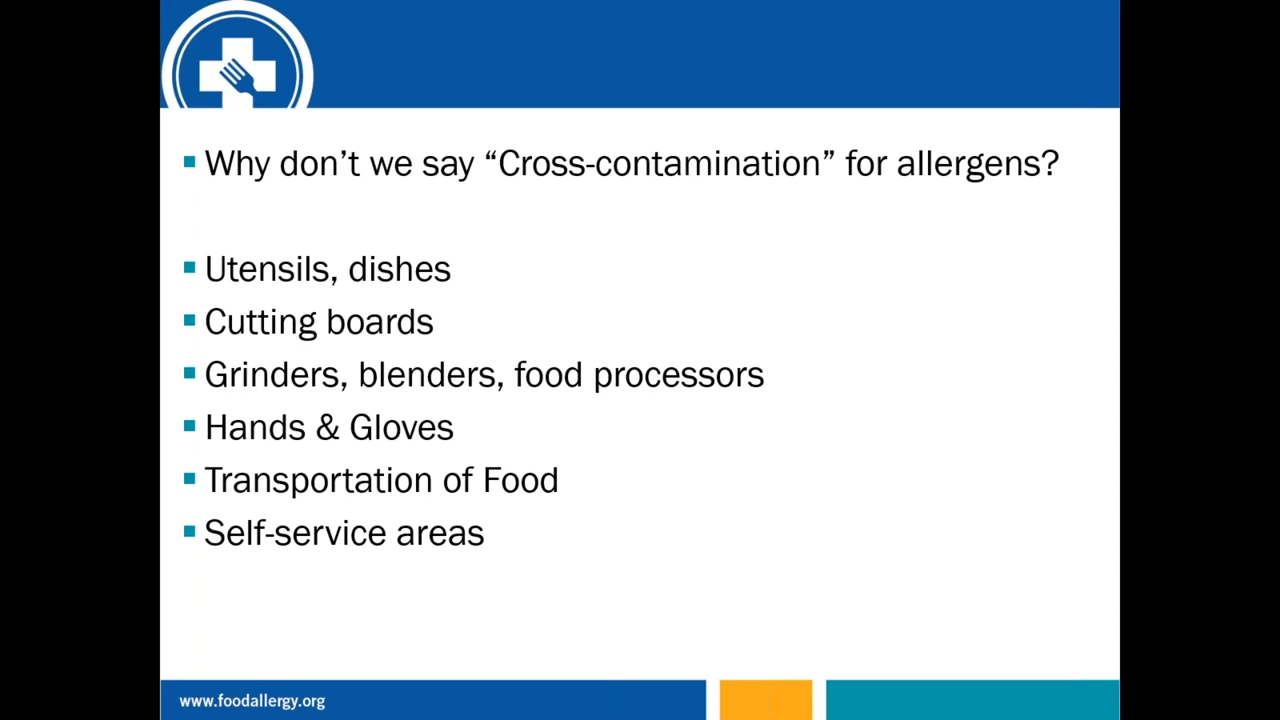 Why don’t we say “Cross-contamination” for allergens?
Utensils, dishes
Cutting boards
Grinders, blenders, food processors
Hands & Gloves
Transportation of Food
Self-service areas
www.foodallergy.org